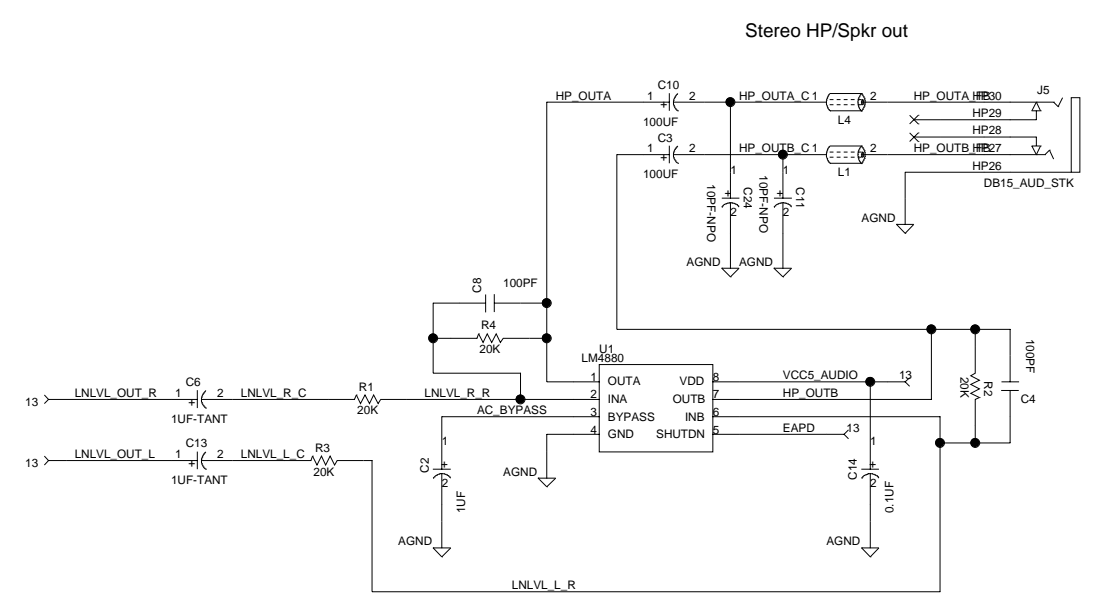 Stereo HP/Spkr out
HP_OUTA
C10
1 + 2
100UF
HP_OUTA_C 1 2
L4
HP_OUTA_
HP30
J5
HP29
HP28
C3
1 + 2
100UF
HP_OUTB_C 1 2
L1
HP_OUTB_
HP27
HP26
DB15_AUD_STK
1
+
2
C24
10PF-NPO
1
+
2
C11
10PF-NPO
AGND
AGND
AGND
C8
100PF
R4
20K
U1
LM4880
1 OUTA VDD 8
2 INA OUTB 7
3 BYPASS INB 6
4 GND SHUTDN 5
VCC5_AUDIO
13
HP_OUTB
EAPD
13
R2
20K
100PF
C4
13
LNLVL_OUT_R
C6
1 + 2
1UF-TANT
LNLVL_R_C
R1
20K
LNLVL_R_R
AC_BYPASS
13
LNLVL_OUT_L
C13
1 + 2
1UF-TANT
LNLVL_L_C
R3
20K
1
+
2
C2
1UF
AGND
AGND
1
+
2
C14
0.1UF
AGND
LNLVL_L_R